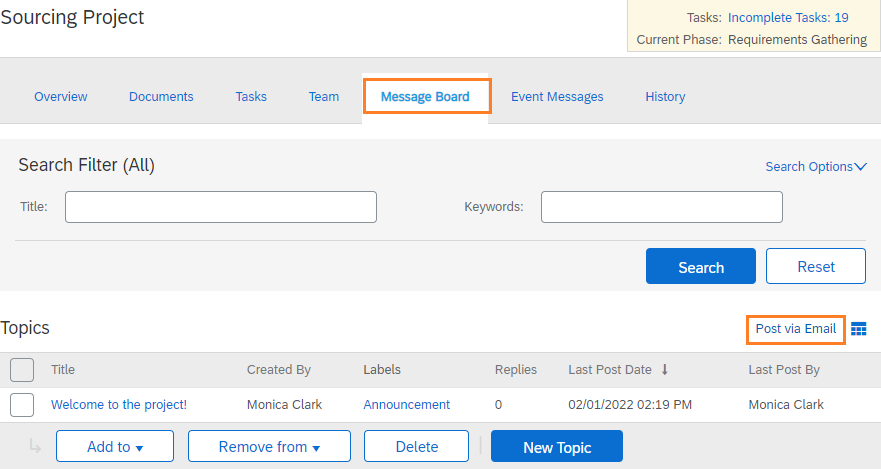 Sourcing Project
Tasks: Incomplete Tasks: 19
Current Phase: Requirements Gathering
Overview Documents Tasks Team Message Board Event Messages History
Search Filter (All) Search Options
Title: Keywords:
Search Reset
Topics Post via Email
Title Created By Labels Replies Last Post Date ↓ Last Post By
Welcome to the project! Monica Clark Announcement 0 02/01/2022 02:19 PM Monica Clark
Add to Remove from Delete New Topic